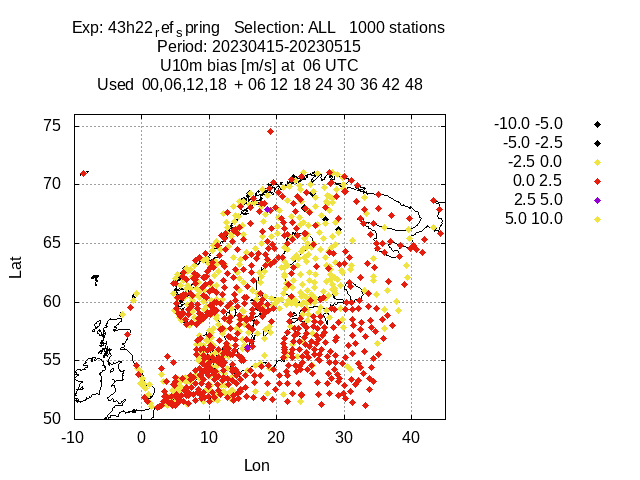 Exp: 43h22refspring   Selection: ALL   1000 stations
Period: 20230415-20230515
U10m bias [m/s] at  06 UTC
Used  00,06,12,18  + 06 12 18 24 30 36 42 48
-10.0 -5.0
-5.0 -2.5
-2.5 0.0
0.0 2.5
2.5 5.0
5.0 10.0
75
70
65
60
55
50
Lat
-10 0 10 20 30 40
Lon